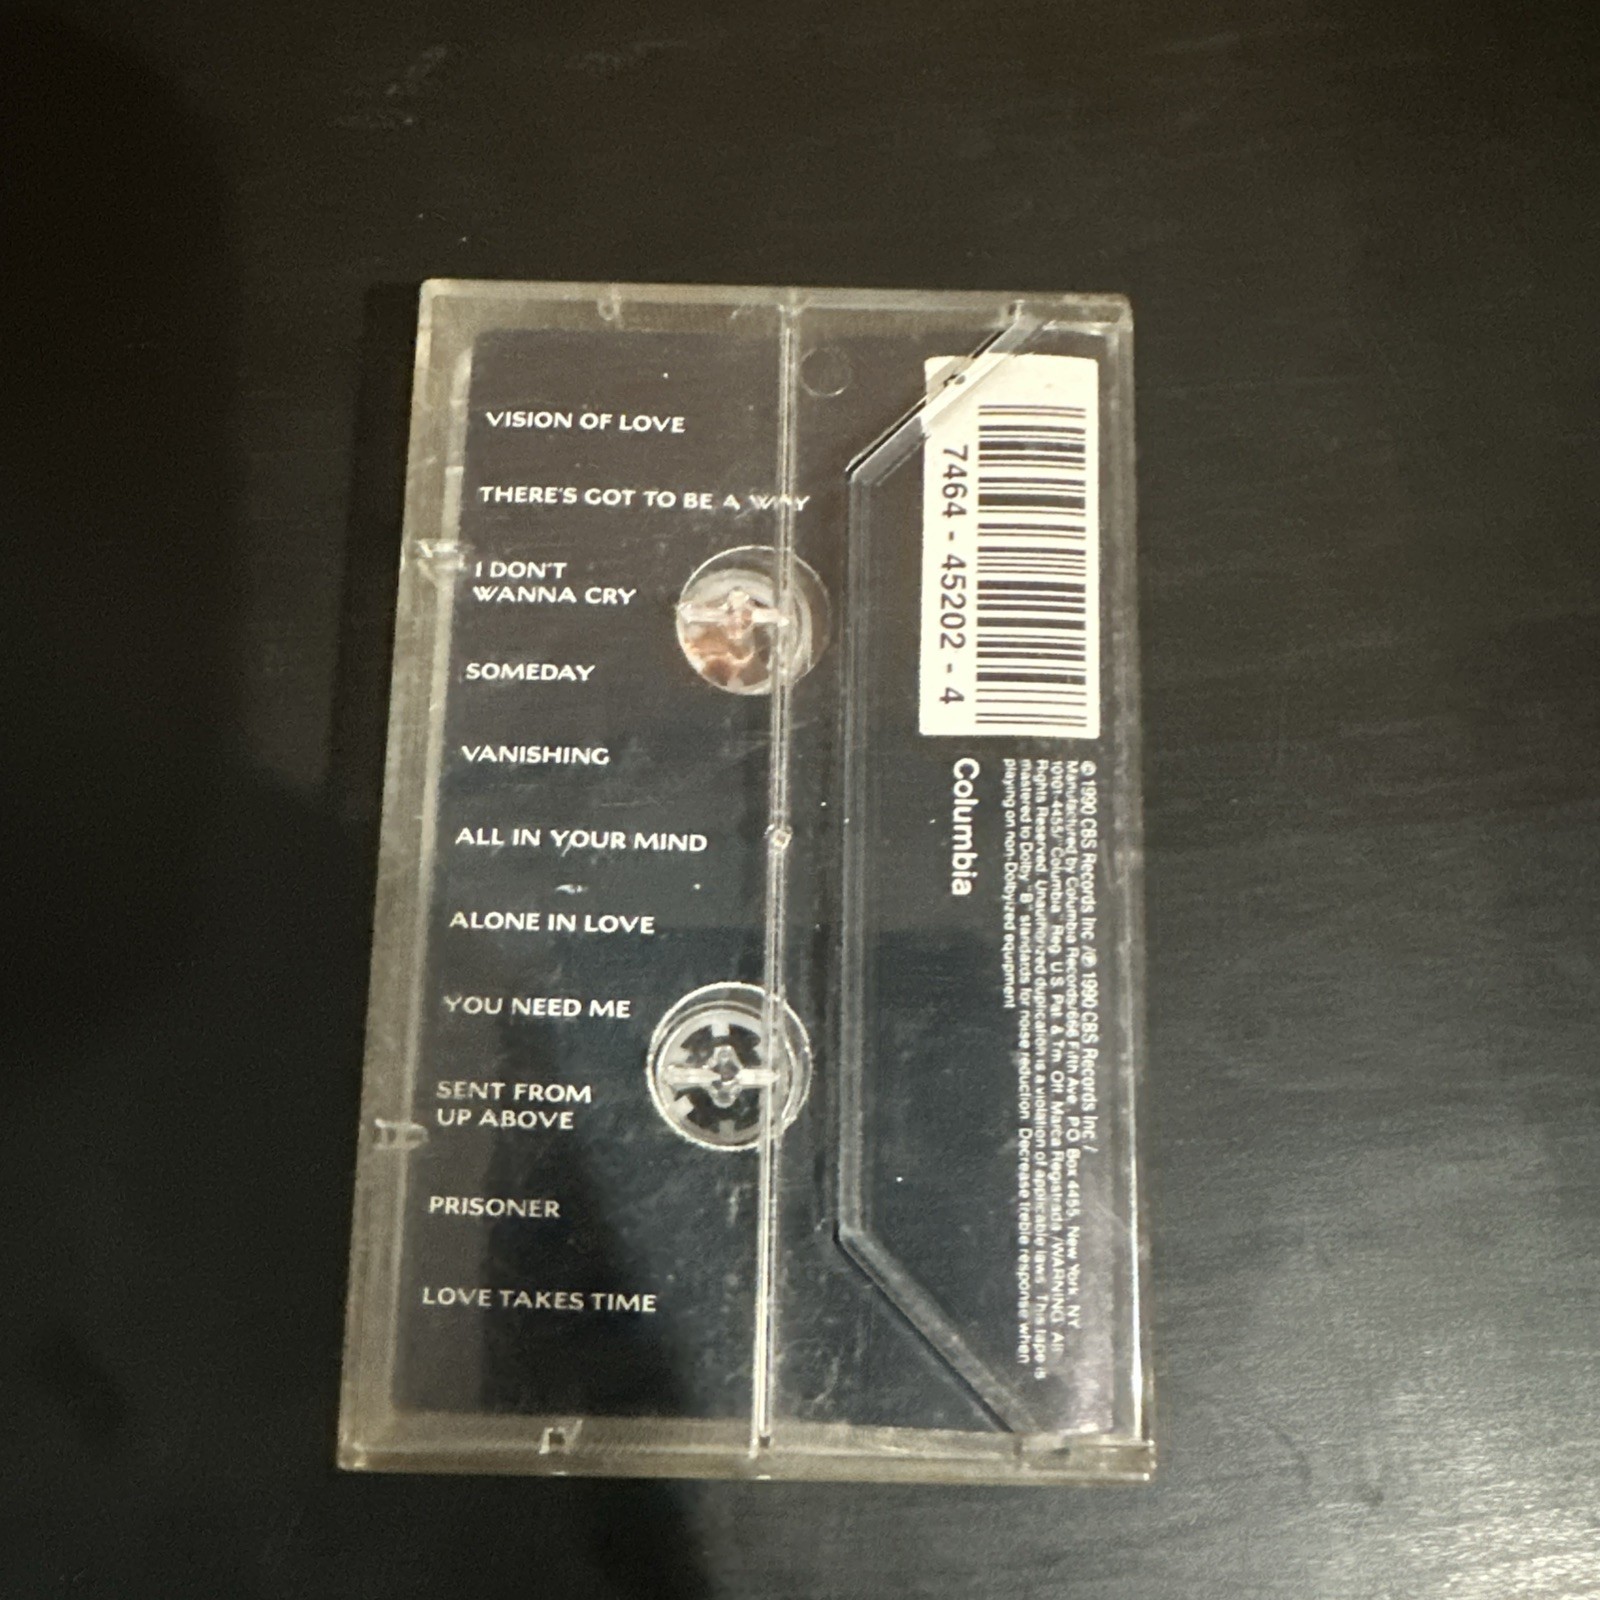 VISION OF LOVE
THERE'S GOT TO BE A WAY
I DON'T
WANNA CRY
SOMEDAY
VANISHING
ALL IN YOUR MIND
ALONE IN LOVE
YOU NEED ME
SENT FROM
UP ABOVE
PRISONER
LOVE TAKES TIME
7464-45202-4
Columbia
© 1990 CBS Records Inc./℗ 1990 CBS Records Inc./
Manufactured by Columbia Records/666 Fifth Ave., P.O. Box 4455, New York, N.Y.
10101-4455/"Columbia" Reg. U.S. Pat. & Tm. Off. Marca Registrada./WARNING: All
Rights Reserved. Unauthorized duplication is a violation of applicable laws. This tape is
mastered to Dolby "B" standards for noise reduction. Decrease treble response when
playing on non-Dolbyized equipment